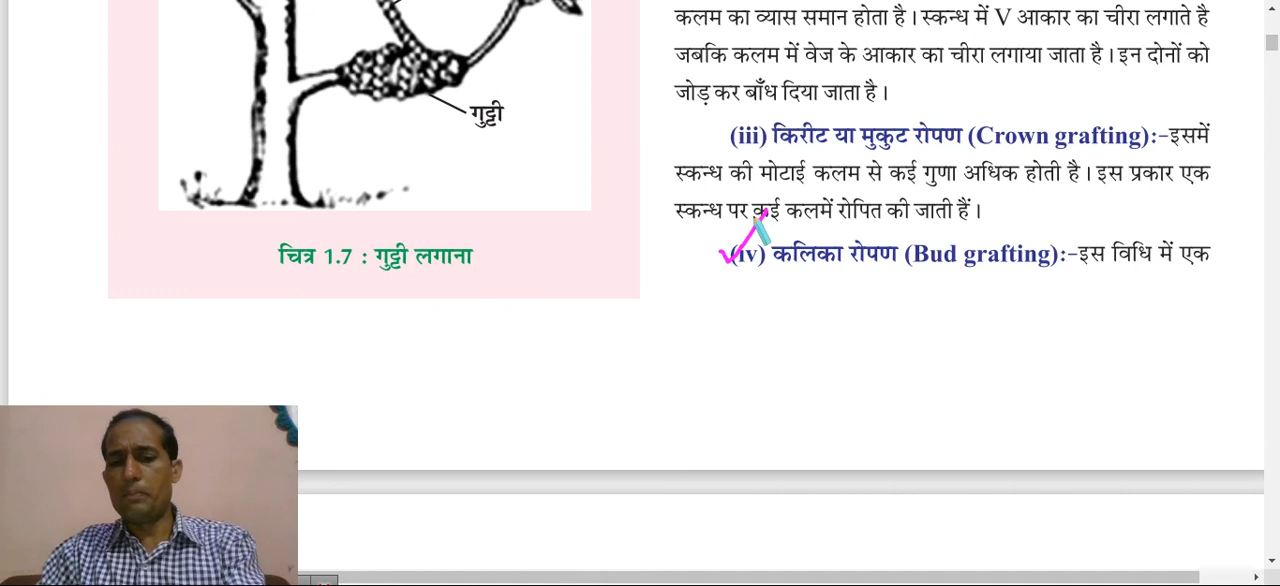 गुट्टी
चित्र 1.7 : गुट्टी लगाना
कलम का व्यास समान होता है। स्कन्ध में V आकार का चीरा लगाते है
जबकि कलम में वेज के आकार का चीरा लगाया जाता है। इन दोनों को
जोड़ कर बाँध दिया जाता है।
(iii) किरीट या मुकुट रोपण (Crown grafting):-इसमें
स्कन्ध की मोटाई कलम से कई गुणा अधिक होती है। इस प्रकार एक
स्कन्ध पर कई कलमें रोपित की जाती हैं।
(iv) कलिका रोपण (Bud grafting):-इस विधि में एक